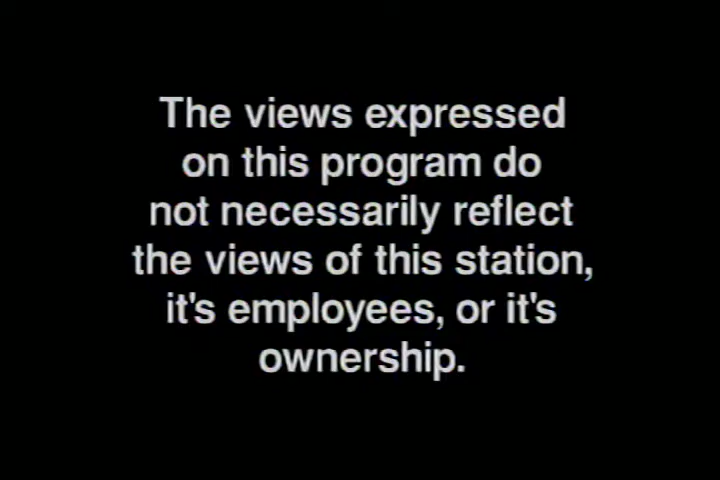 The views expressed
on this program do
not necessarily reflect
the views of this station,
it's employees, or it's
ownership.